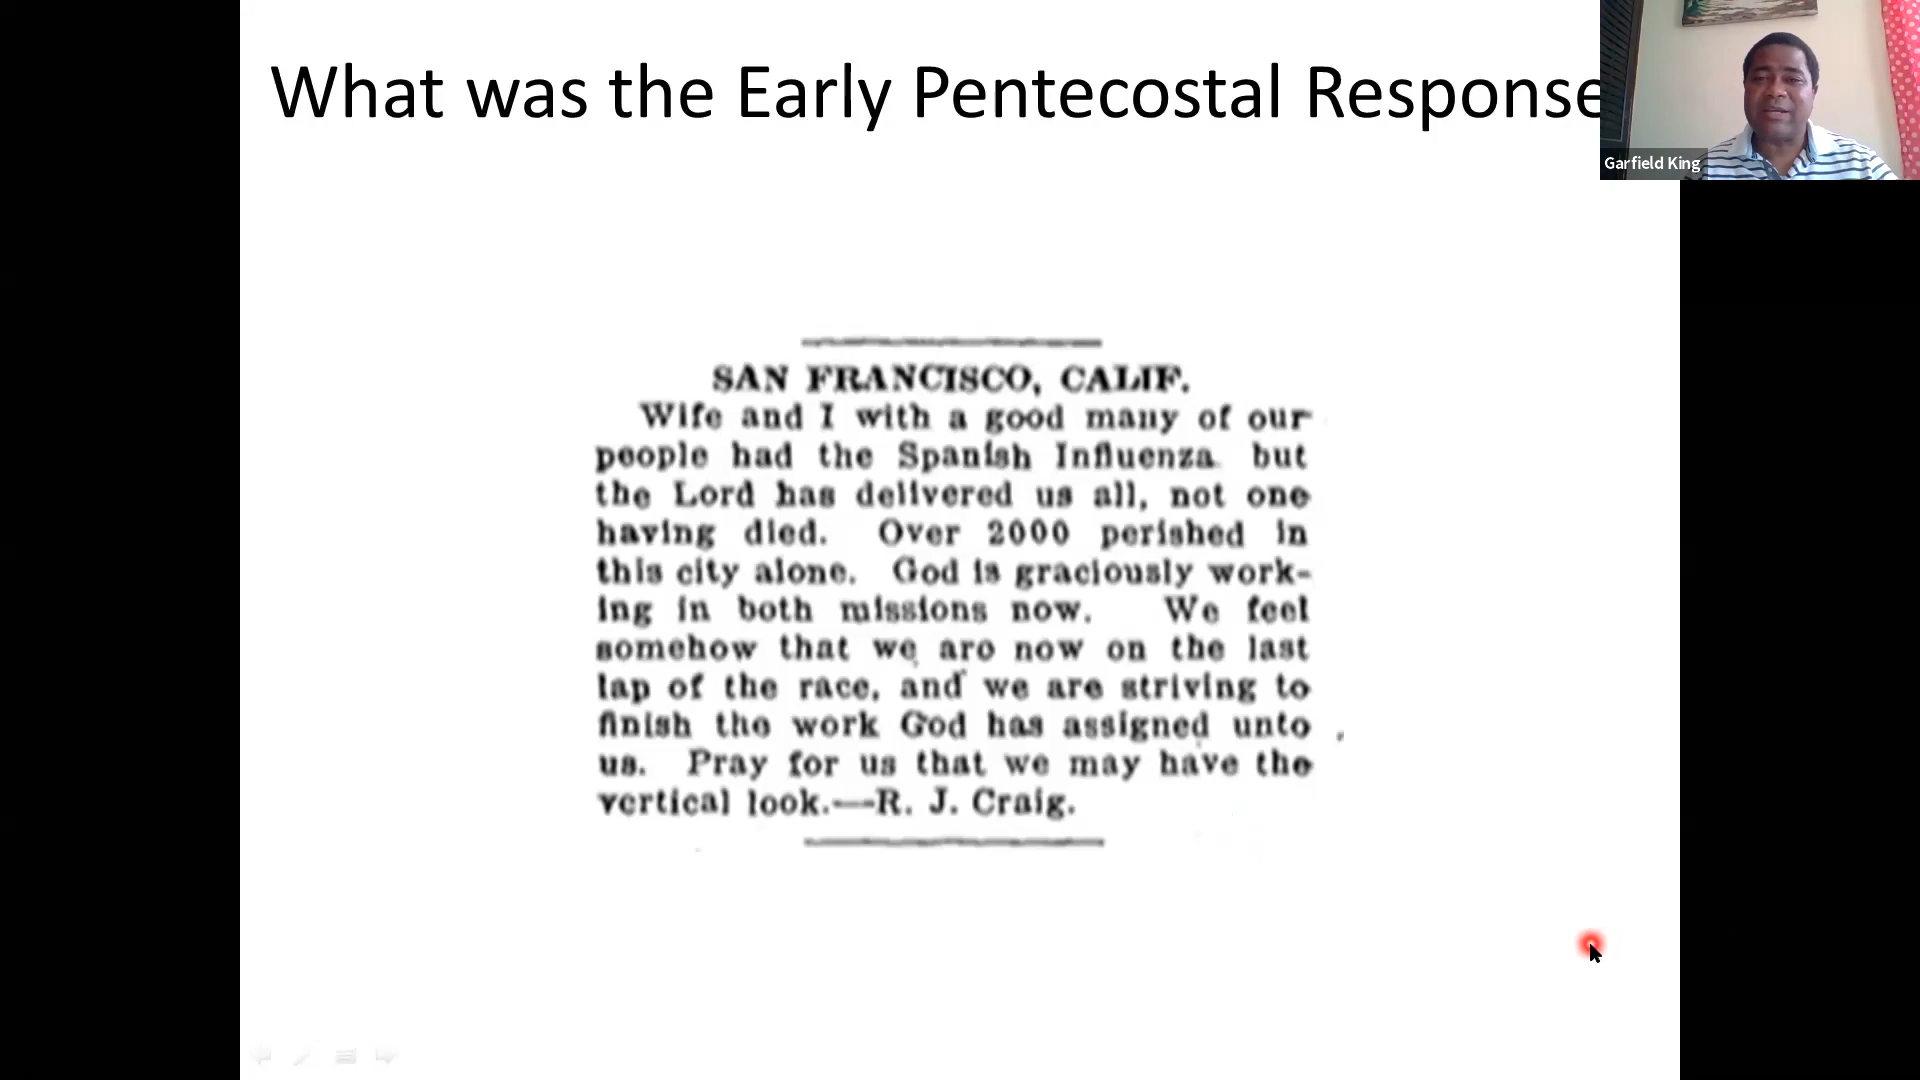 What was the Early Pentecostal Response
Garfield King
SAN FRANCISCO, CALIF.
Wife and I with a good many of our
people had the Spanish Influenza but
the Lord has delivered us all, not one
having died. Over 2000 perished in
this city alone. God is graciously work-
ing in both missions now. We feel
somehow that we are now on the last
lap of the race, and we are striving to
finish the work God has assigned unto
us. Pray for us that we may have the
vertical look.—R. J. Craig.